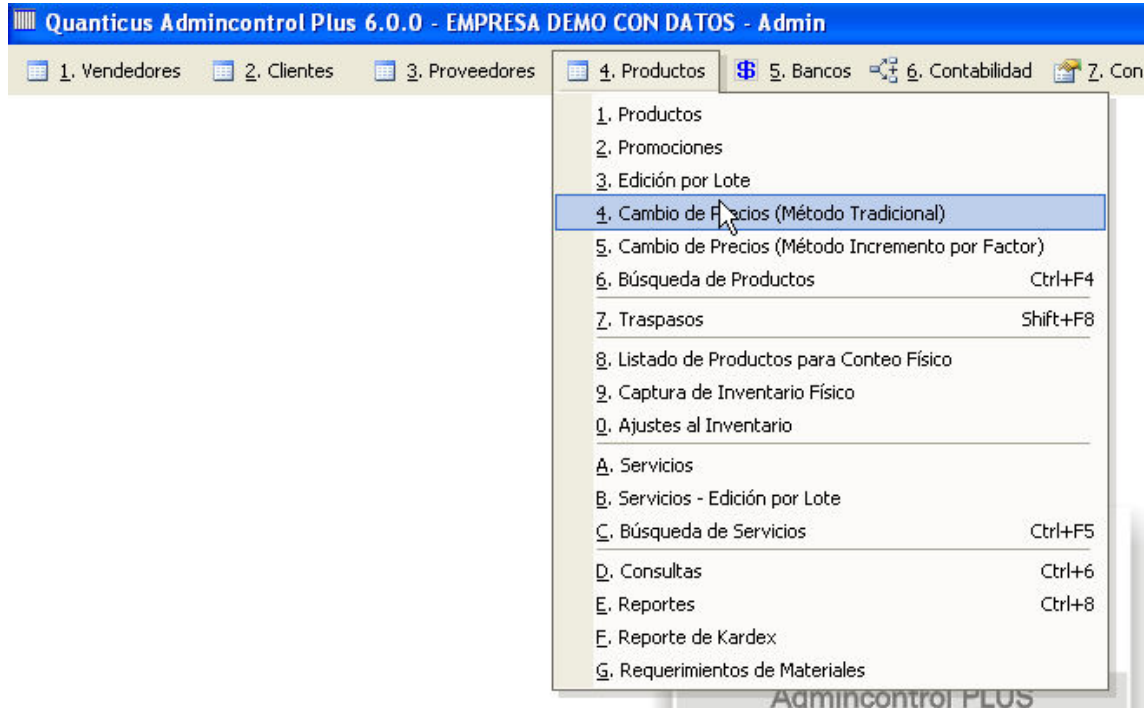 Quanticus Admincontrol Plus 6.0.0 - EMPRESA DEMO CON DATOS - Admin
1. Vendedores 2. Clientes 3. Proveedores 4. Productos $ 5. Bancos 6. Contabilidad 7. Con
1. Productos
2. Promociones
3. Edición por Lote
4. Cambio de Precios (Método Tradicional)
5. Cambio de Precios (Método Incremento por Factor)
6. Búsqueda de Productos Ctrl+F4
7. Traspasos Shift+F8
8. Listado de Productos para Conteo Físico
9. Captura de Inventario Físico
0. Ajustes al Inventario
A. Servicios
B. Servicios - Edición por Lote
C. Búsqueda de Servicios Ctrl+F5
D. Consultas Ctrl+6
E. Reportes Ctrl+8
F. Reporte de Kardex
G. Requerimientos de Materiales
Admincontrol PLUS